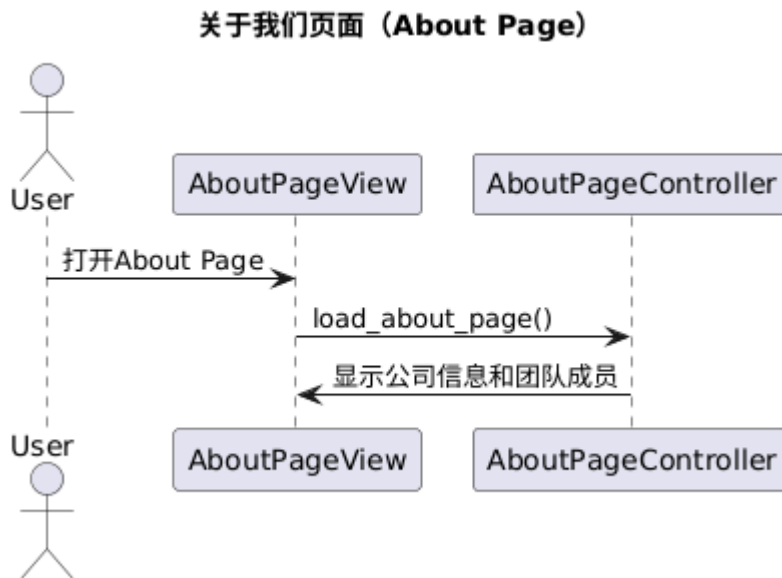 关于我们页面（About Page）
User
AboutPageView
AboutPageController
打开About Page
load_about_page()
显示公司信息和团队成员
User
AboutPageView
AboutPageController